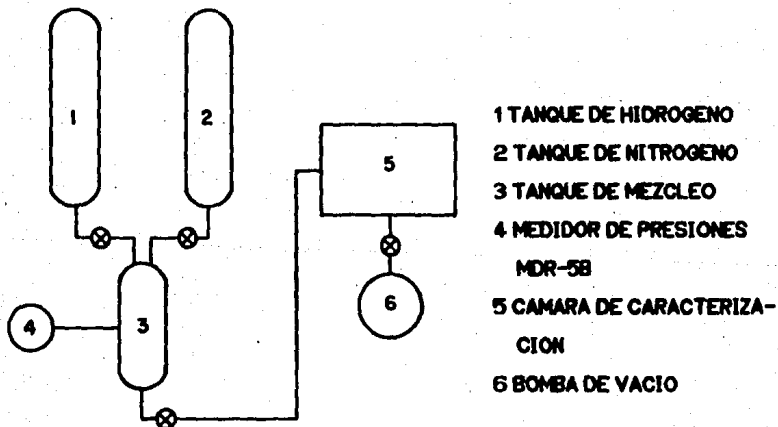 1
2
1 TANQUE DE HIDROGENO
2 TANQUE DE NITROGENO
3 TANQUE DE MEZCLEO
4 MEDIDOR DE PRESIONES
MDR-5B
5 CAMARA DE CARACTERIZA-
CION
6 BOMBA DE VACIO
5
6
4
3